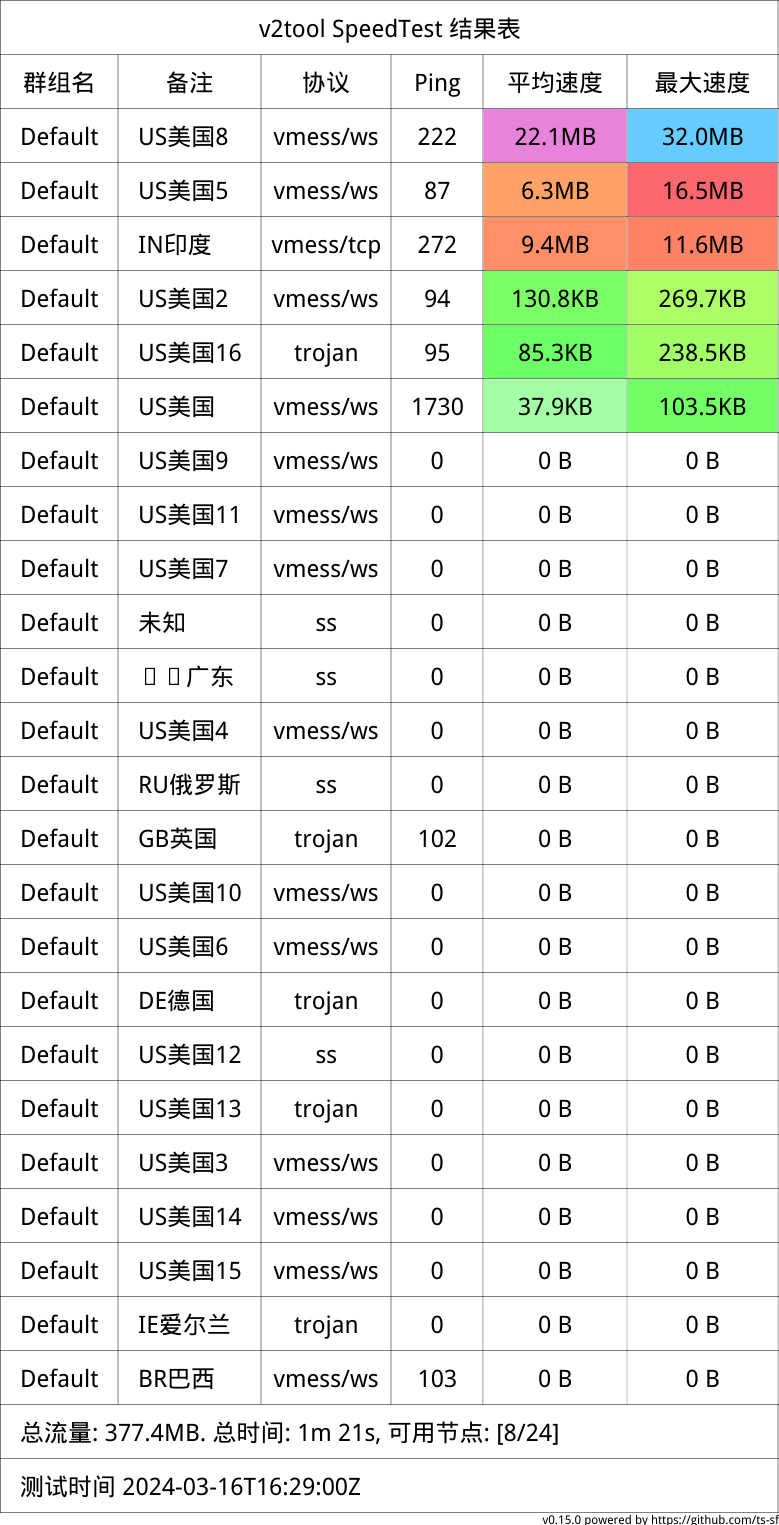 v2tool SpeedTest 结果表
群组名 备注 协议 Ping 平均速度 最大速度
Default US美国8 vmess/ws 222 22.1MB 32.0MB
Default US美国5 vmess/ws 87 6.3MB 16.5MB
Default IN印度 vmess/tcp 272 9.4MB 11.6MB
Default US美国2 vmess/ws 94 130.8KB 269.7KB
Default US美国16 trojan 95 85.3KB 238.5KB
Default US美国 vmess/ws 1730 37.9KB 103.5KB
Default US美国9 vmess/ws 0 0 B 0 B
Default US美国11 vmess/ws 0 0 B 0 B
Default US美国7 vmess/ws 0 0 B 0 B
Default 未知 ss 0 0 B 0 B
Default 广东 ss 0 0 B 0 B
Default US美国4 vmess/ws 0 0 B 0 B
Default RU俄罗斯 ss 0 0 B 0 B
Default GB英国 trojan 102 0 B 0 B
Default US美国10 vmess/ws 0 0 B 0 B
Default US美国6 vmess/ws 0 0 B 0 B
Default DE德国 trojan 0 0 B 0 B
Default US美国12 ss 0 0 B 0 B
Default US美国13 trojan 0 0 B 0 B
Default US美国3 vmess/ws 0 0 B 0 B
Default US美国14 vmess/ws 0 0 B 0 B
Default US美国15 vmess/ws 0 0 B 0 B
Default IE爱尔兰 trojan 0 0 B 0 B
Default BR巴西 vmess/ws 103 0 B 0 B
总流量: 377.4MB. 总时间: 1m 21s, 可用节点: [8/24]
测试时间 2024-03-16T16:29:00Z
v0.15.0 powered by https://github.com/ts-sf